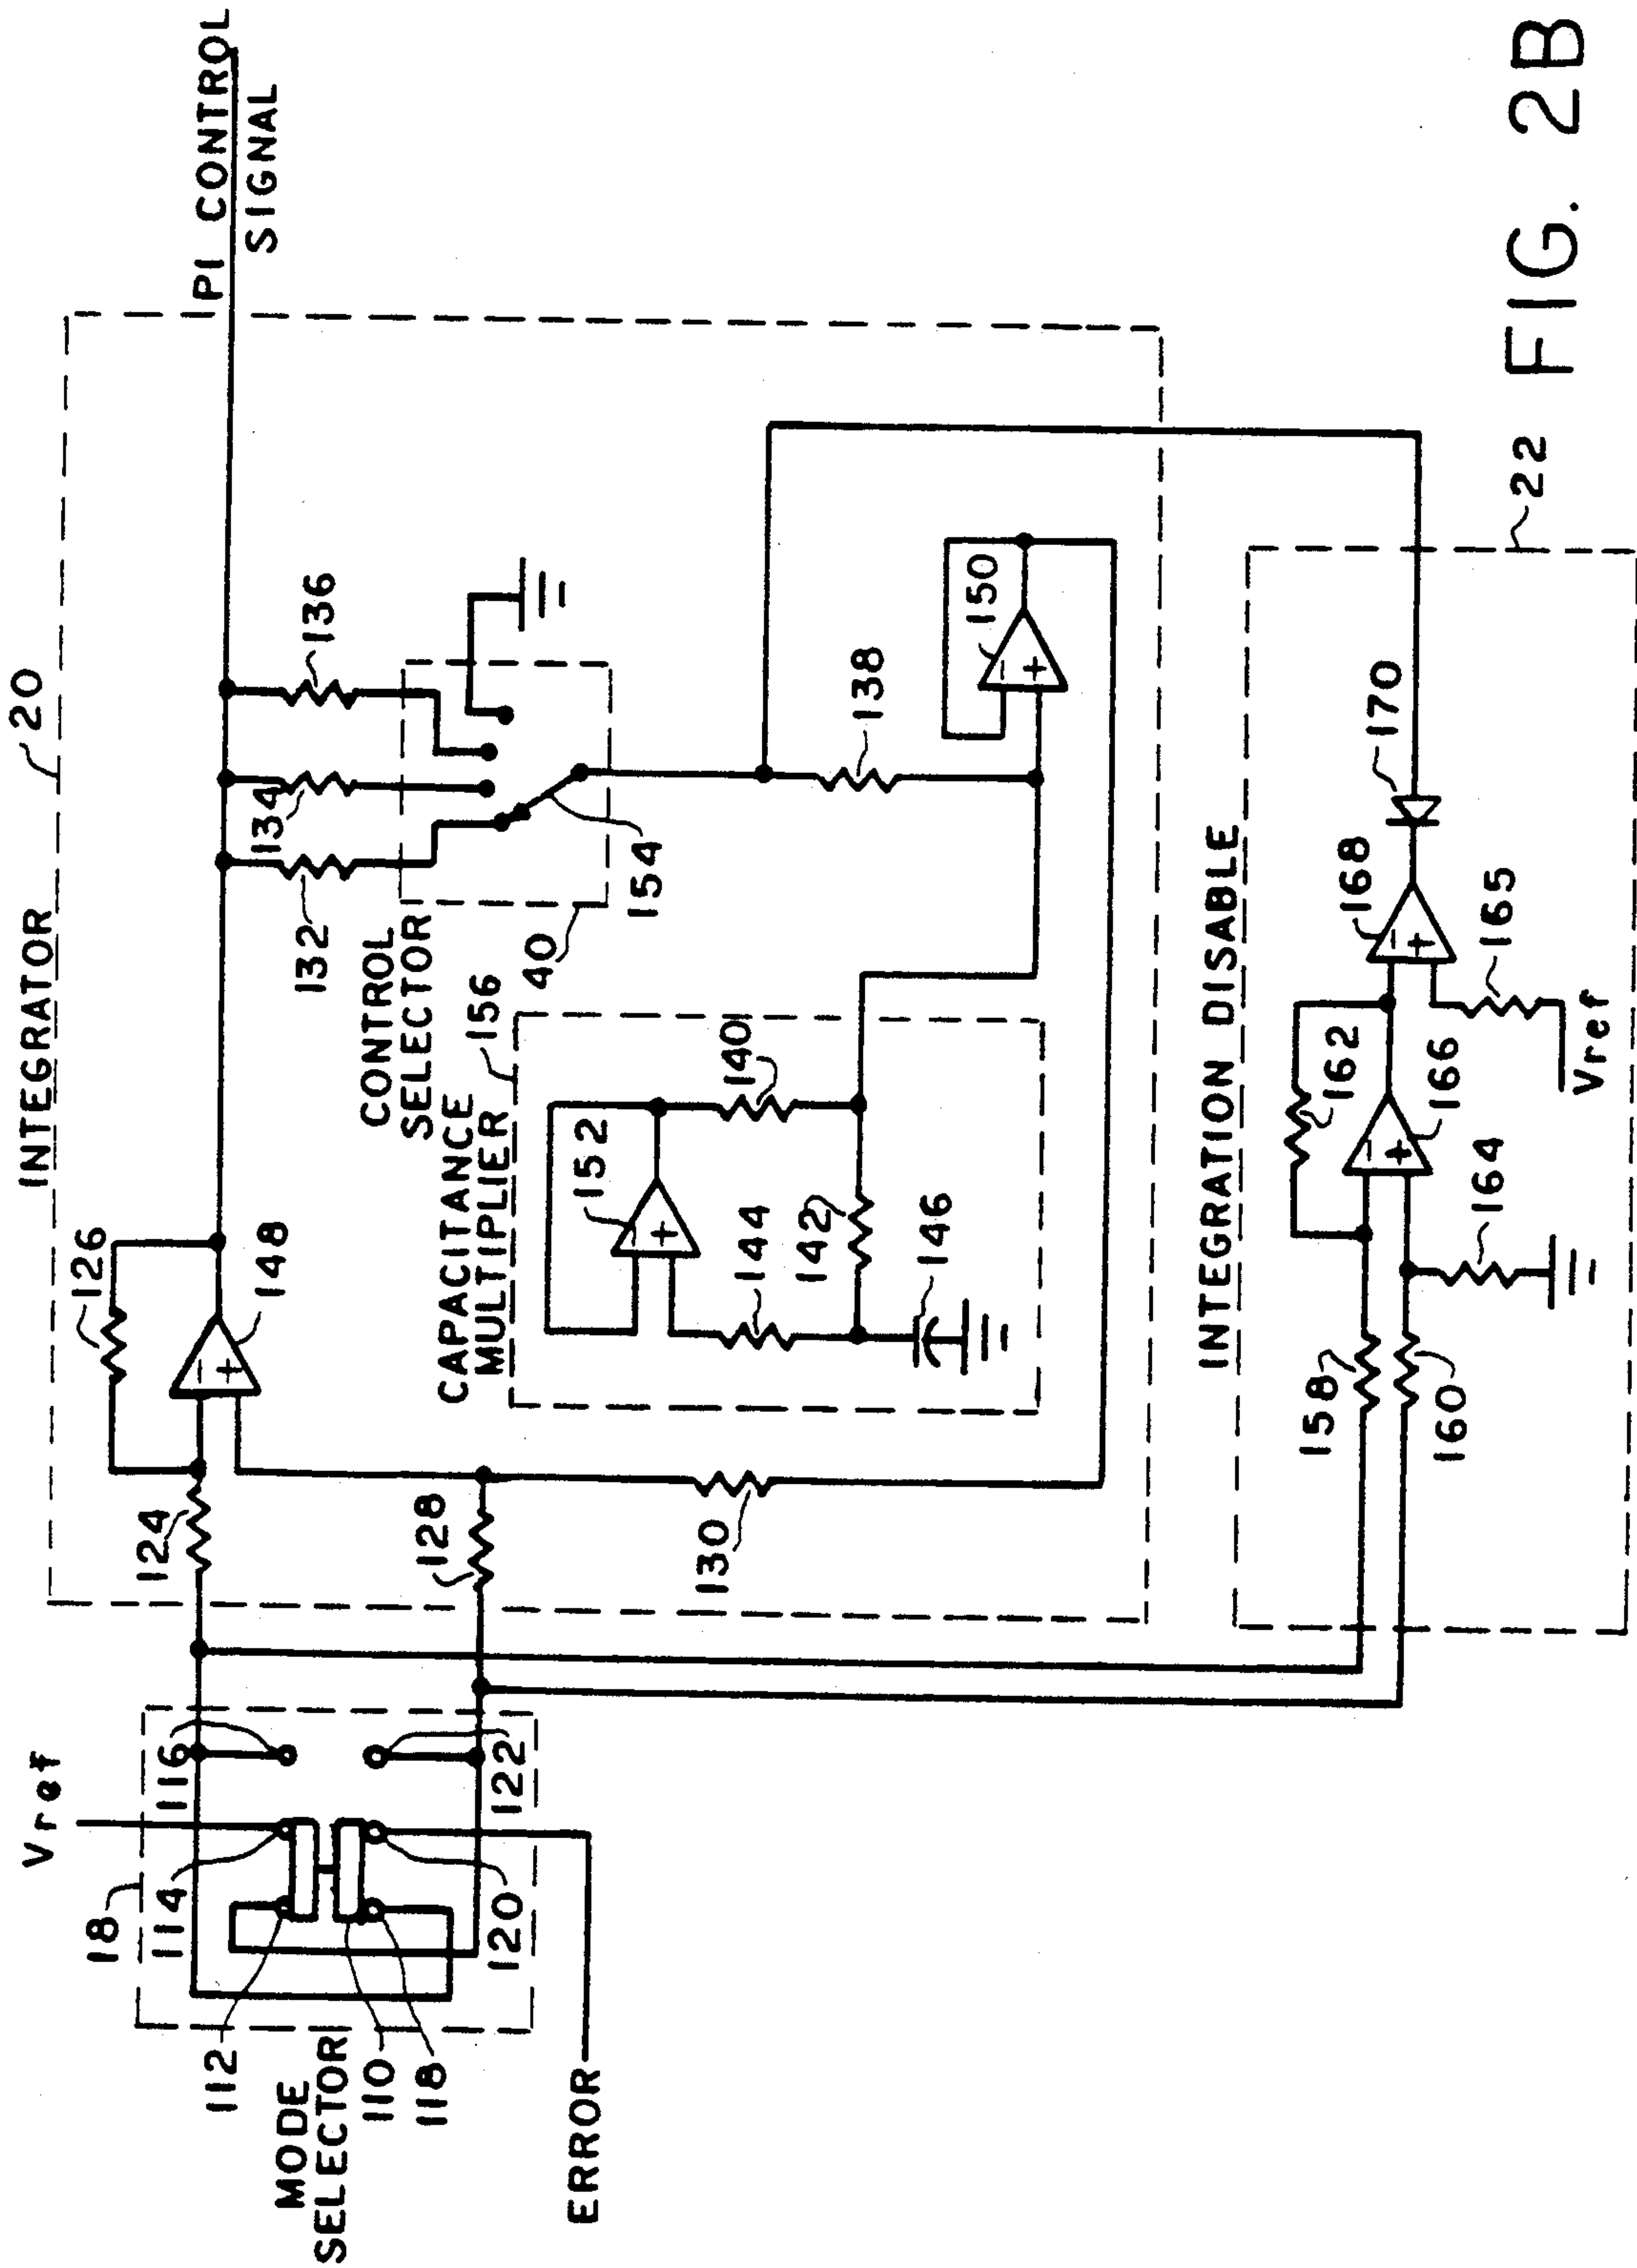 INTEGRATOR
20
126
148
124
128
130
PI CONTROL
SIGNAL
132
134
136
CONTROL
SELECTOR
40
154
CAPACITANCE
MULTIPLIER
156
152
140
144
142
146
138
150
Vref
18
114
116
112
MODE
SELECTOR
110
118
120
122
ERROR
INTEGRATION DISABLE
22
158
160
162
164
166
168
165
170
Vref
- +
- +
- +
- +
- +
FIG. 2B